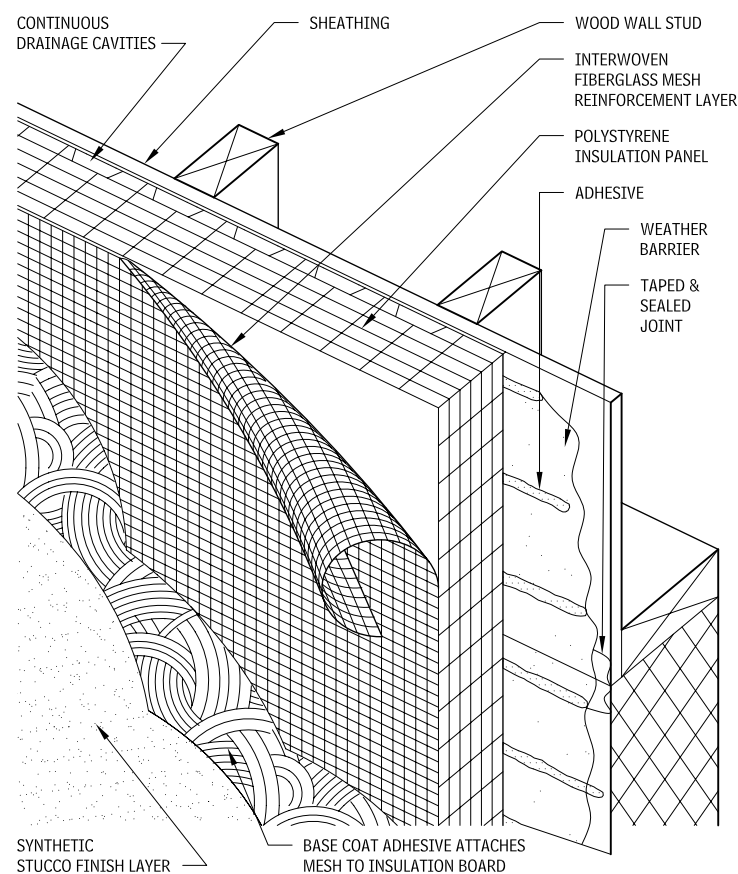 CONTINUOUS
DRAINAGE CAVITIES
SHEATHING
WOOD WALL STUD
INTERWOVEN
FIBERGLASS MESH
REINFORCEMENT LAYER
POLYSTYRENE
INSULATION PANEL
ADHESIVE
WEATHER
BARRIER
TAPED &
SEALED
JOINT
SYNTHETIC
STUCCO FINISH LAYER
BASE COAT ADHESIVE ATTACHES
MESH TO INSULATION BOARD